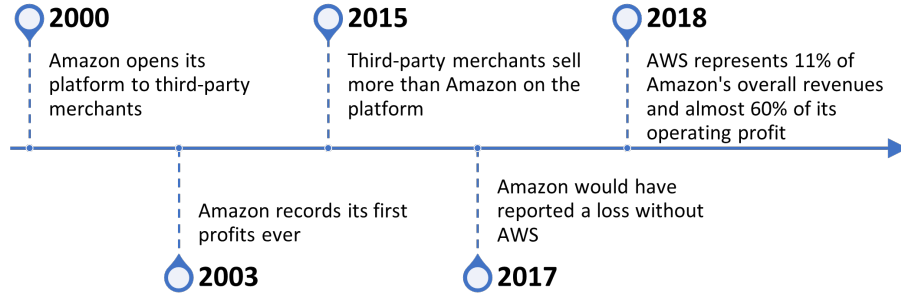 2000
Amazon opens its
platform to third-party
merchants
2003
Amazon records its first
profits ever
2015
Third-party merchants sell
more than Amazon on the
platform
2017
Amazon would have
reported a loss without
AWS
2018
AWS represents 11% of
Amazon's overall revenues
and almost 60% of its
operating profit